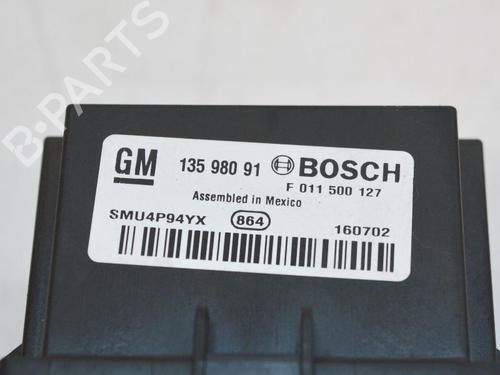 B-PARTS
GM 135 980 91 BOSCH
F 011 500 127
Assembled in Mexico
SMU4P94YX 864 160702